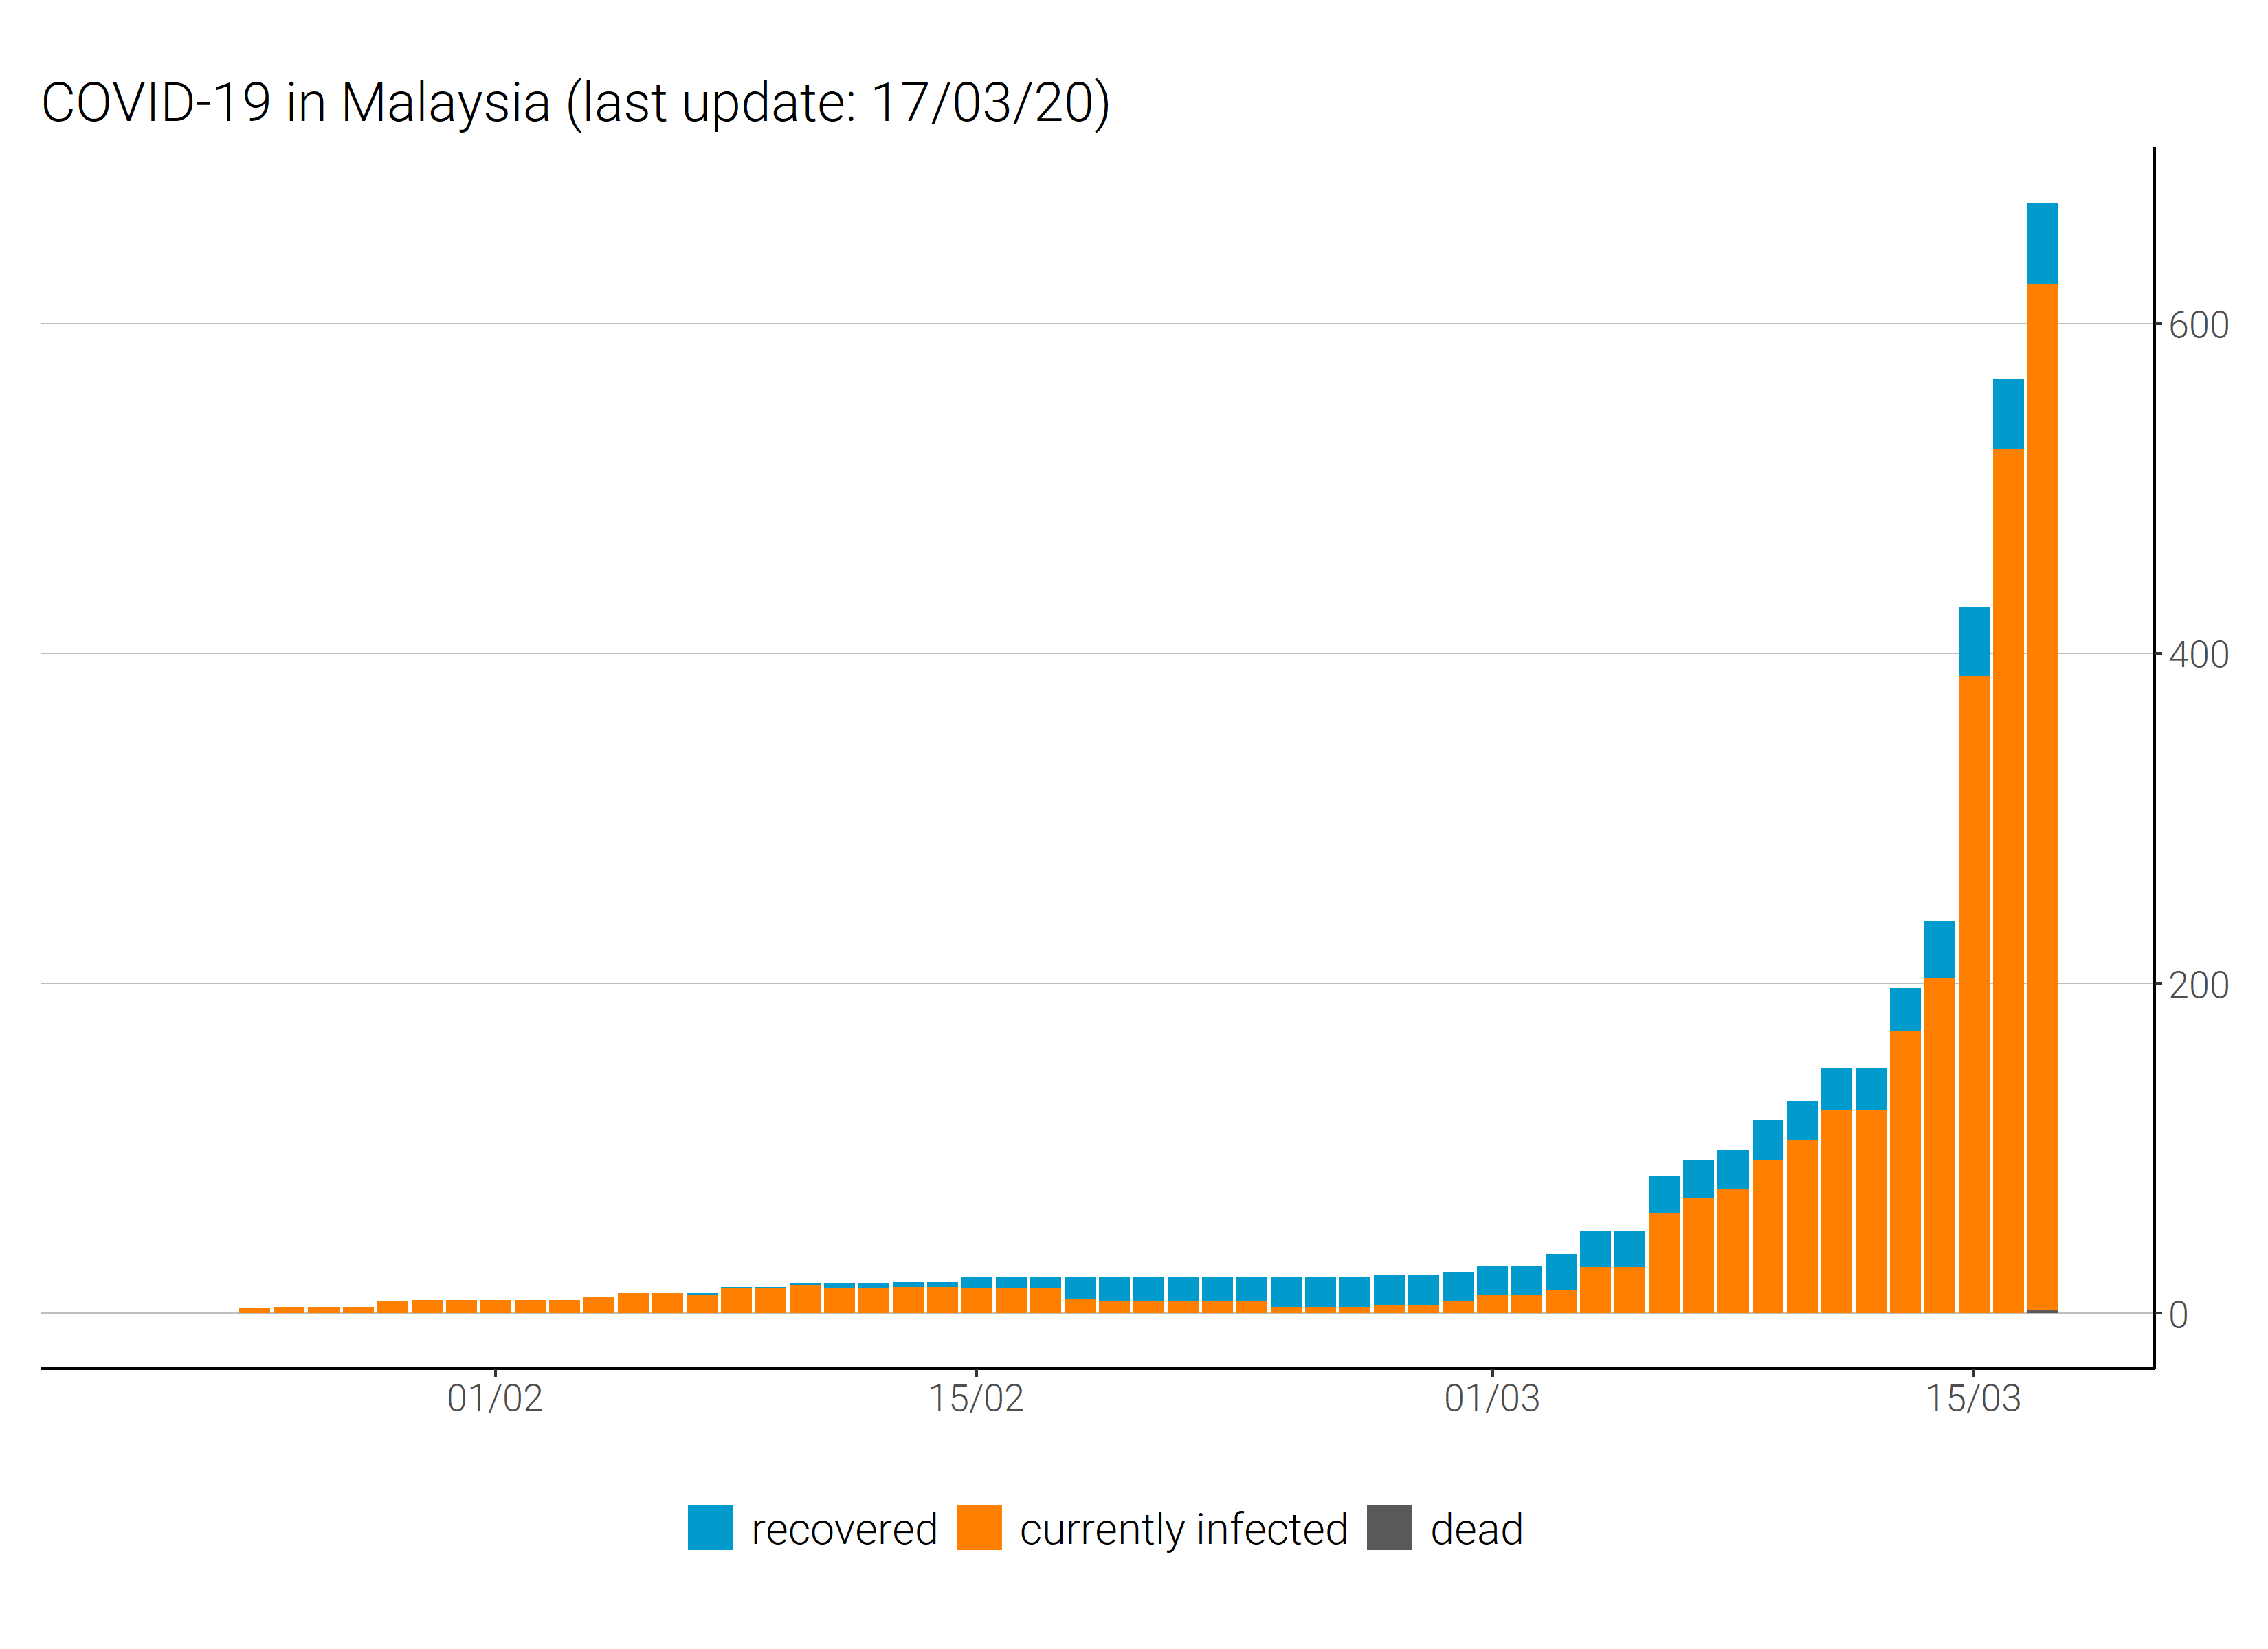 COVID-19 in Malaysia (last update: 17/03/20)
600
400
200
0
01/02 15/02 01/03 15/03
recovered currently infected dead